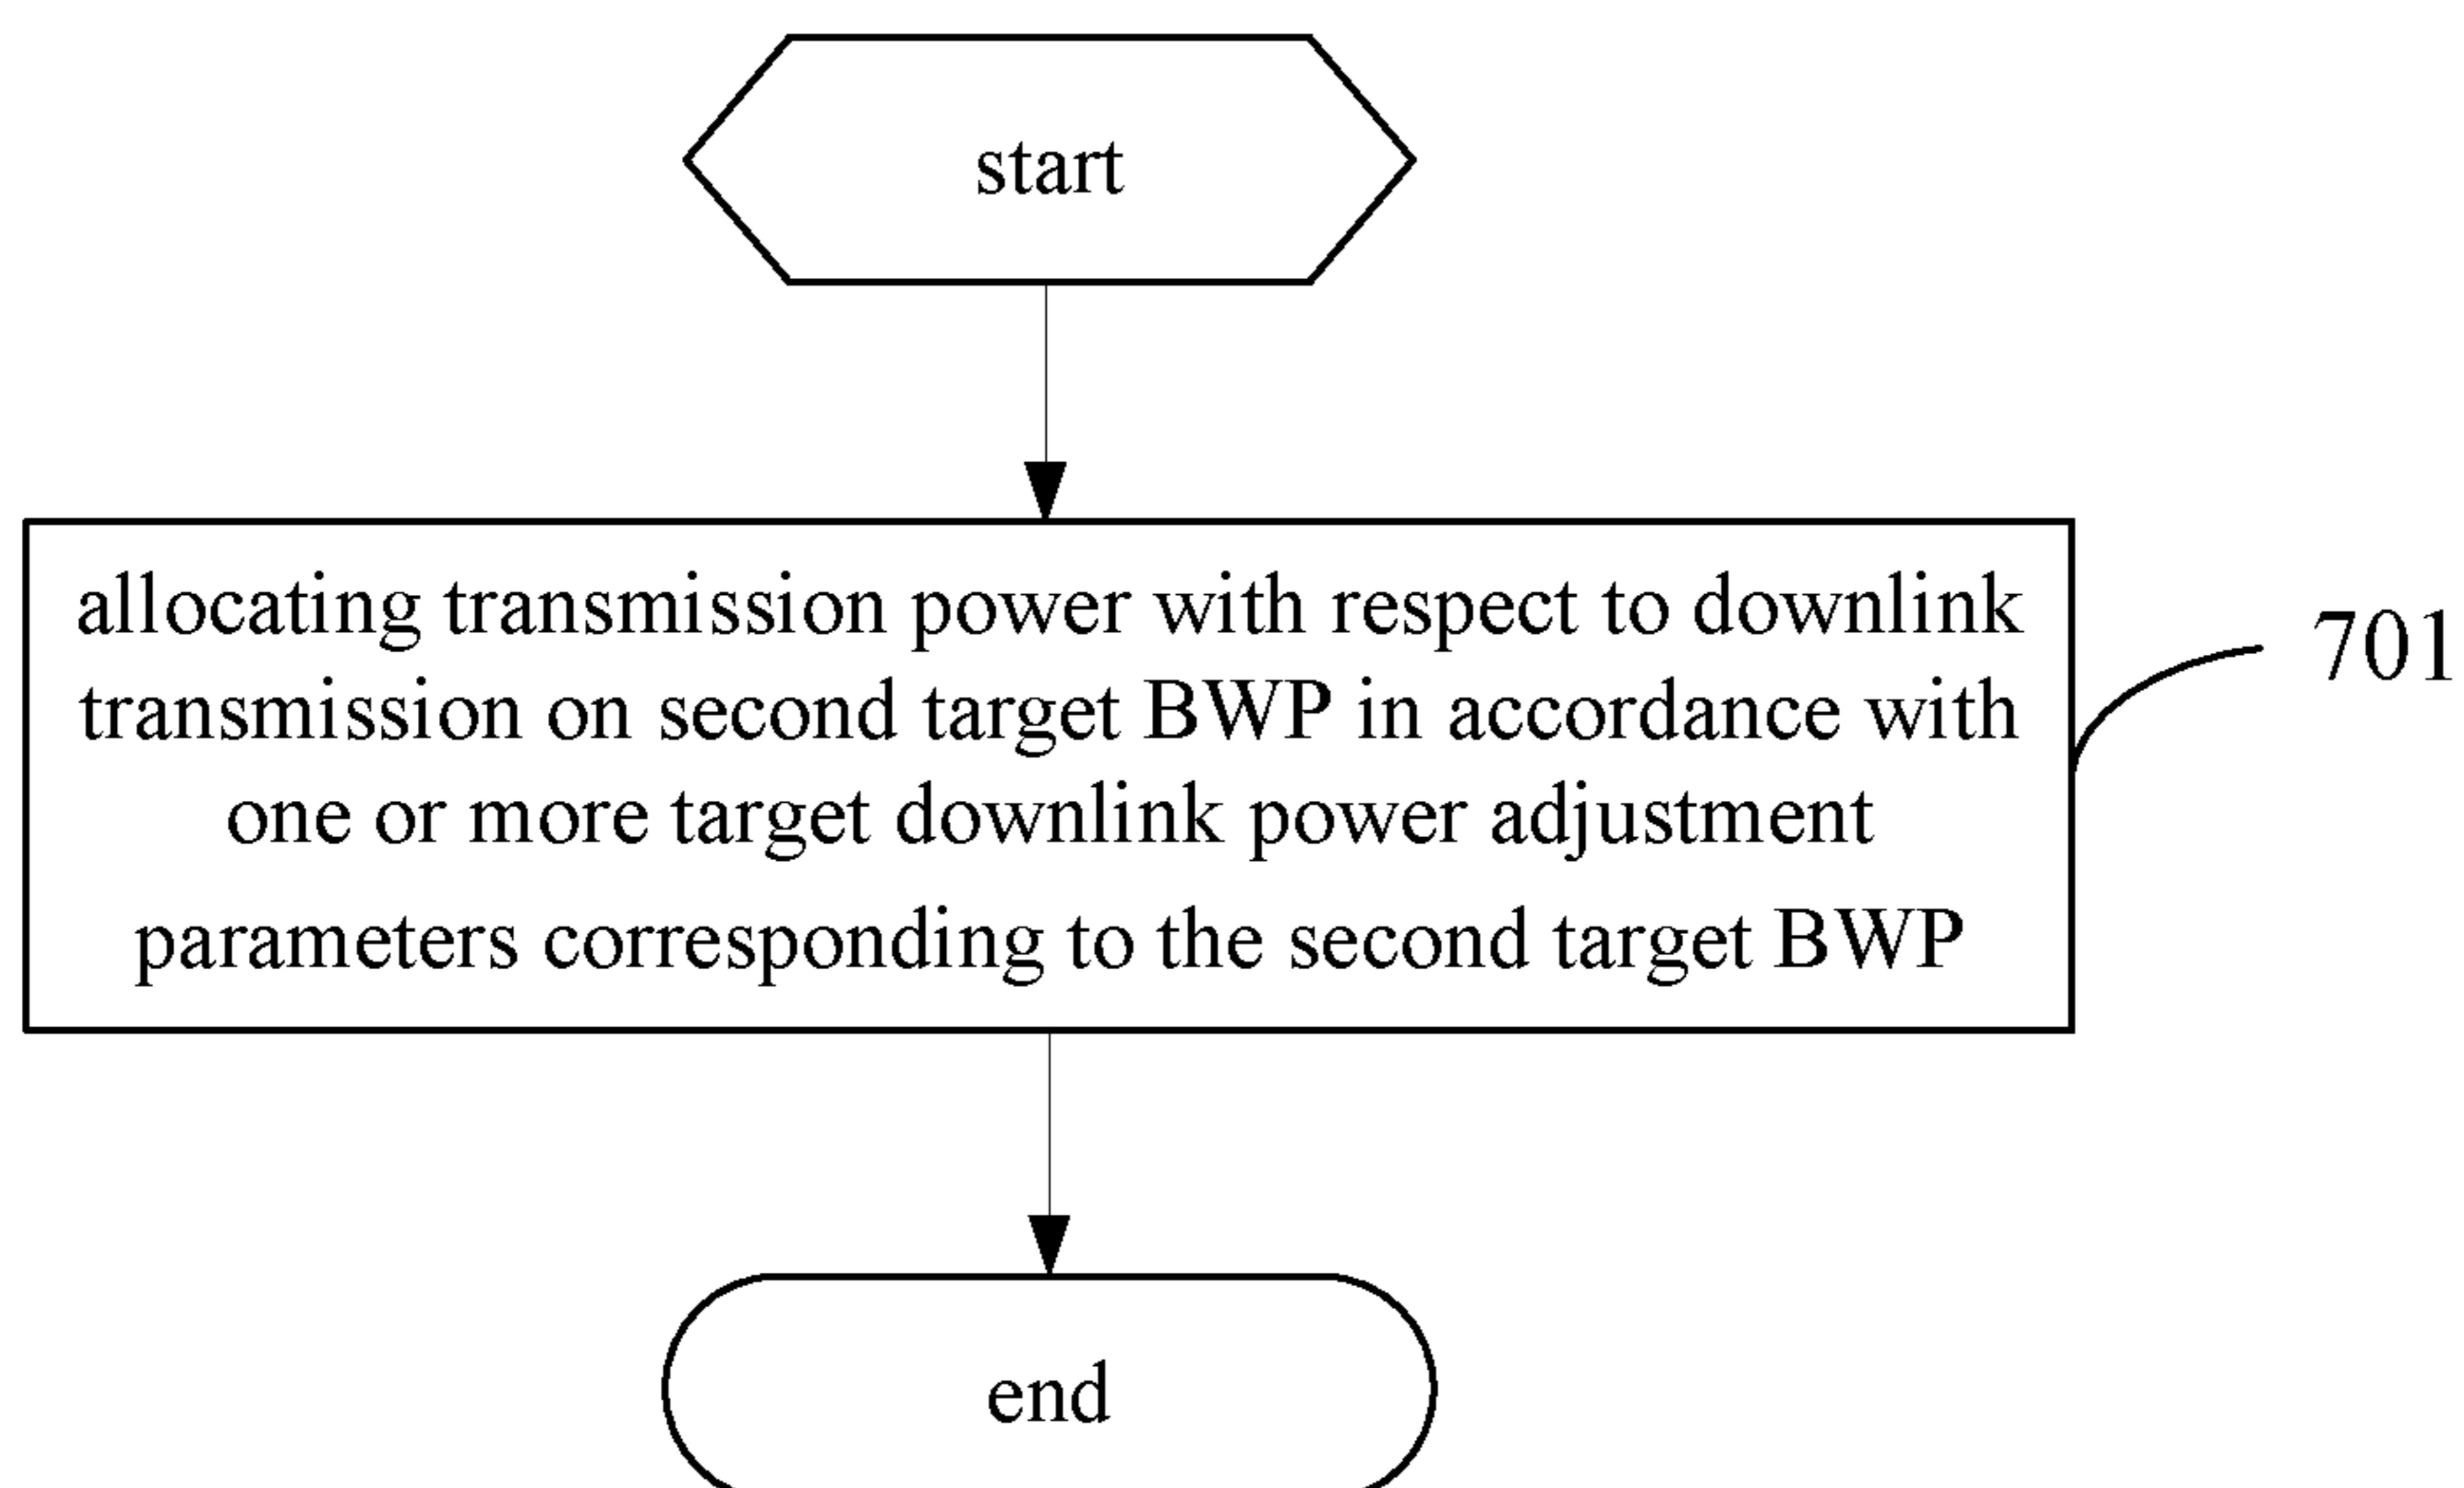 start
allocating transmission power with respect to downlink
transmission on second target BWP in accordance with
one or more target downlink power adjustment
parameters corresponding to the second target BWP
701
end